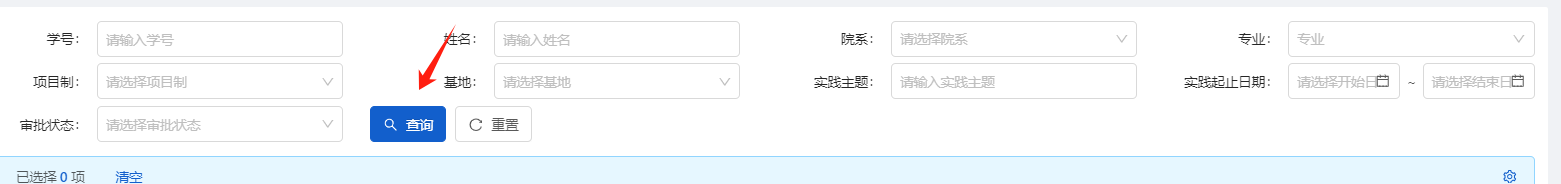 学号： 请输入学号 姓名： 请输入姓名 院系： 请选择院系 专业： 专业
项目制： 请选择项目制 基地： 请选择基地 实践主题： 请输入实践主题 实践起止日期： 请选择开始日 ~ 请选择结束日
审批状态： 请选择审批状态 查询 重置
已选择 0 项 清空